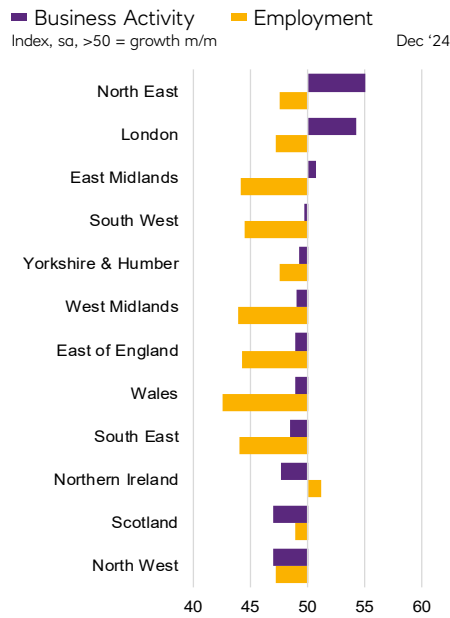 Business Activity Employment
Index, sa, >50 = growth m/m Dec ‘24
North East
London
East Midlands
South West
Yorkshire & Humber
West Midlands
East of England
Wales
South East
Northern Ireland
Scotland
North West
40 45 50 55 60